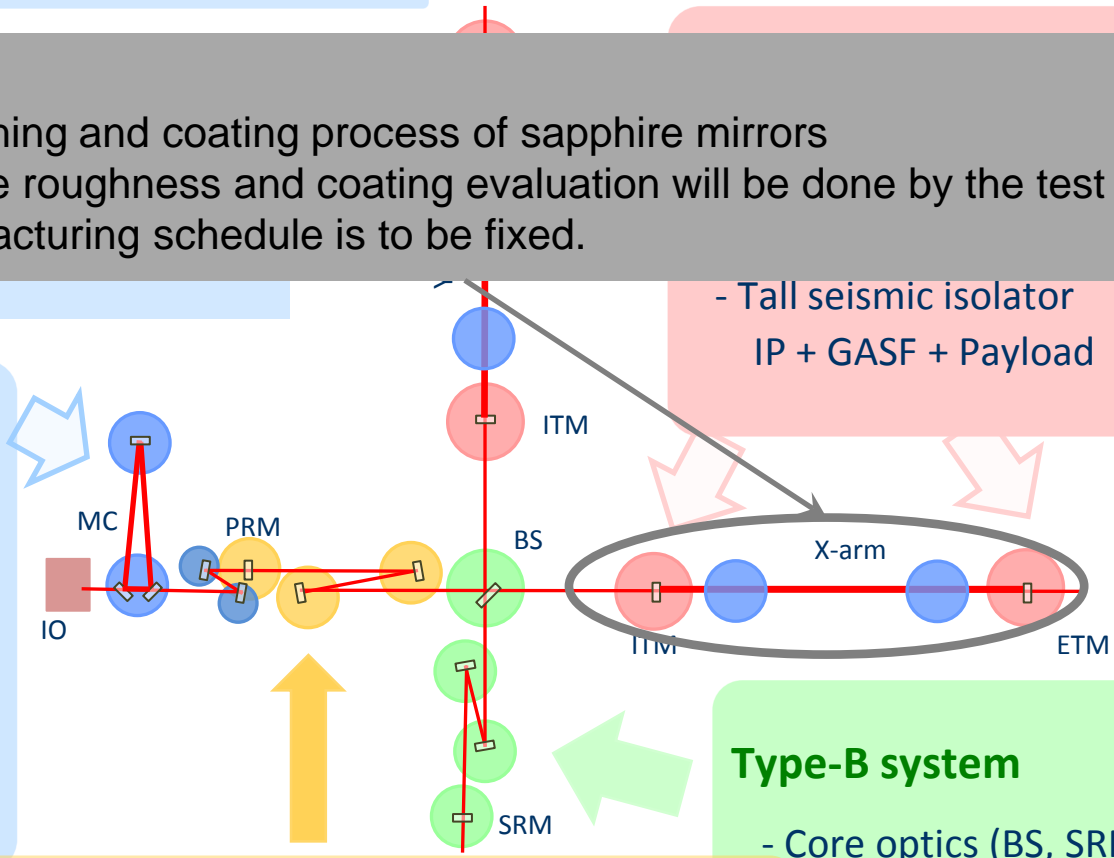 ning and coating process of sapphire mirrors
e roughness and coating evaluation will be done by the test
acturing schedule is to be fixed.
- Tall seismic isolator
IP + GASF + Payload
ITM
MC
PRM
BS
X-arm
IO
ITM
ETM
Type-B system
SRM
- Core optics (BS, SRM